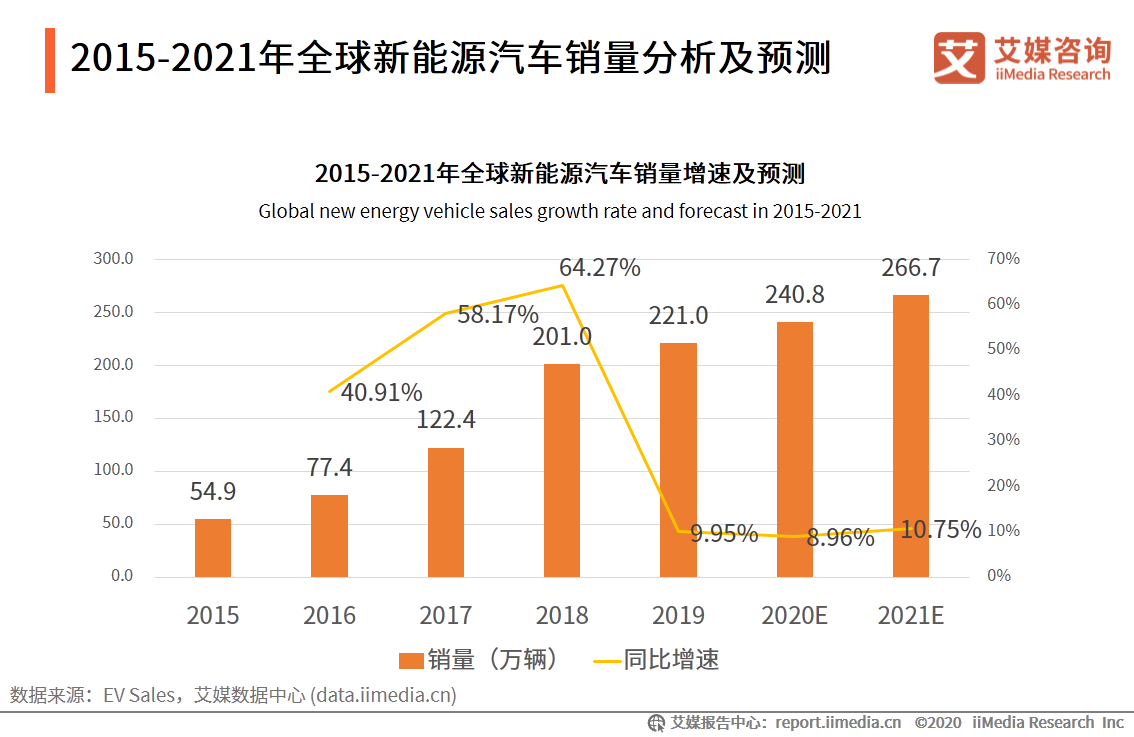 2015-2021年全球新能源汽车销量分析及预测
艾 艾媒咨询
iiMedia Research
2015-2021年全球新能源汽车销量增速及预测
Global new energy vehicle sales growth rate and forecast in 2015-2021
300.0 64.27% 266.7 70%
240.8 60%
250.0 58.17% 221.0
201.0 50%
200.0
40.91% 40%
150.0 122.4
30%
100.0 77.4
54.9 20%
50.0 9.95% 8.96% 10.75% 10%
0.0 0%
2015 2016 2017 2018 2019 2020E 2021E
销量（万辆） 同比增速
数据来源：EV Sales，艾媒数据中心 (data.iimedia.cn)
艾媒报告中心：report.iimedia.cn ©2020 iiMedia Research Inc